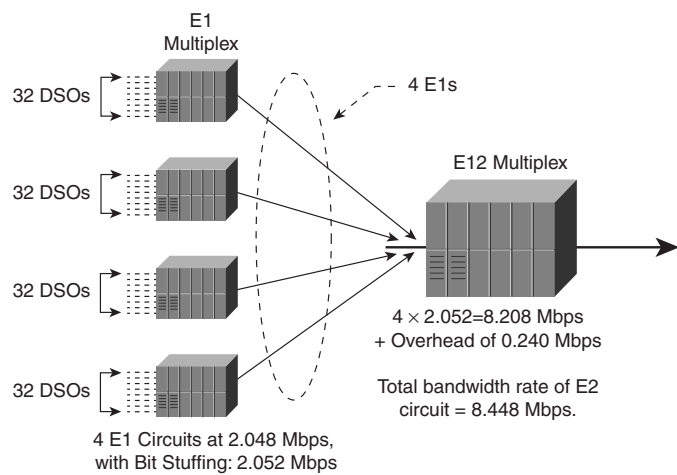 E1
Multiplex
32 DSOs
4 E1s
32 DSOs
E12 Multiplex
32 DSOs
4 × 2.052=8.208 Mbps
+ Overhead of 0.240 Mbps
32 DSOs
Total bandwidth rate of E2
circuit = 8.448 Mbps.
4 E1 Circuits at 2.048 Mbps,
with Bit Stuffing: 2.052 Mbps